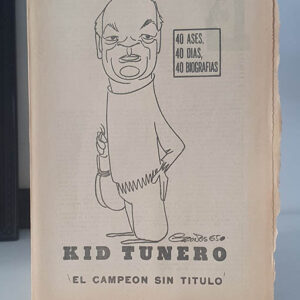 40 ASES.
40 DIAS,
40 BIOGRAFIAS
KID TUNERO
'EL CAMPEON SIN TITULO'